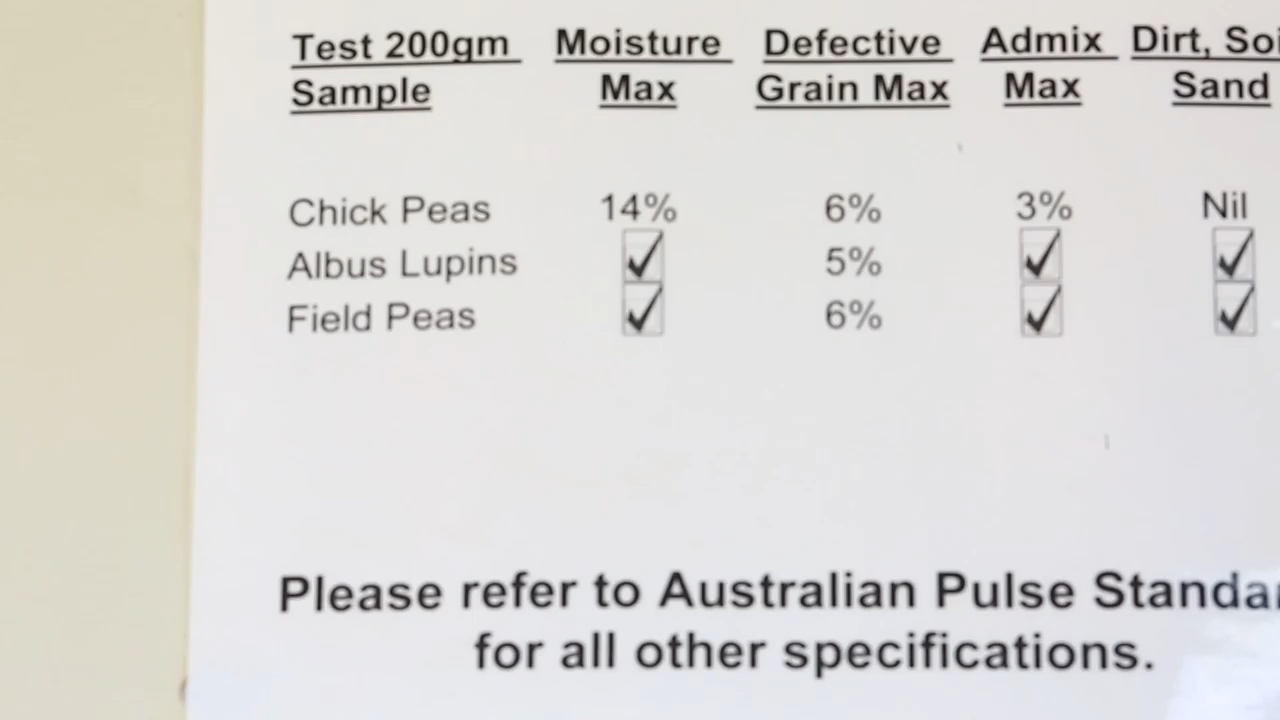 Test 200gm Moisture Defective Admix Dirt,
Sample Max Grain Max Max Sand
Chick Peas 14% 6% 3% Nil
Albus Lupins ✓ 5% ✓ ✓
Field Peas ✓ 6% ✓ ✓
Please refer to Australian Pulse
for all other specifications.